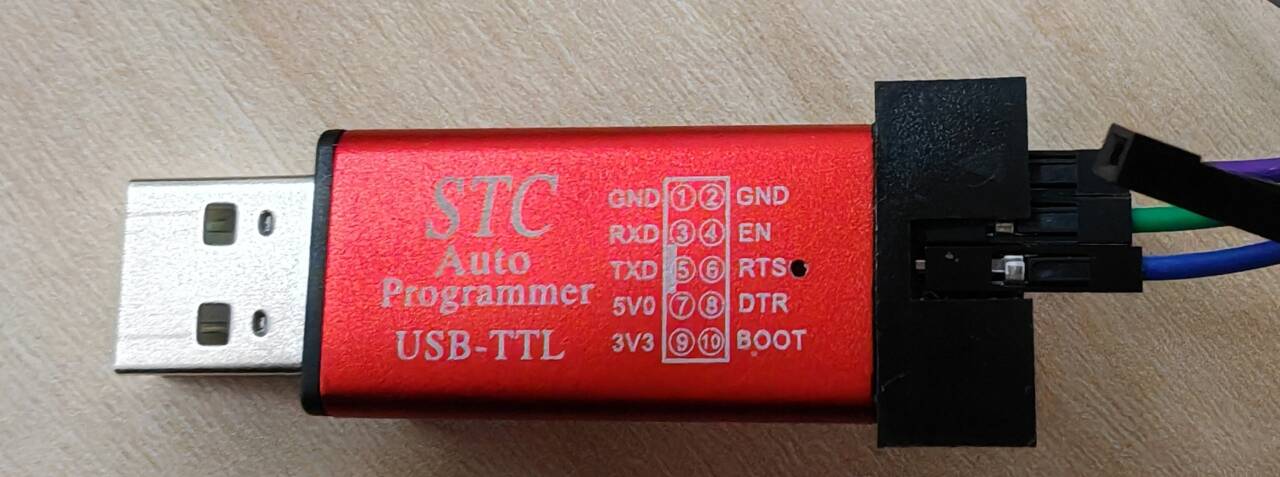 STC
Auto
Programmer
USB-TTL
GND ① ② GND
RXD ③ ④ EN
TXD ⑤ ⑥ RTS
5V0 ⑦ ⑧ DTR
3V3 ⑨ ⑩ BOOT